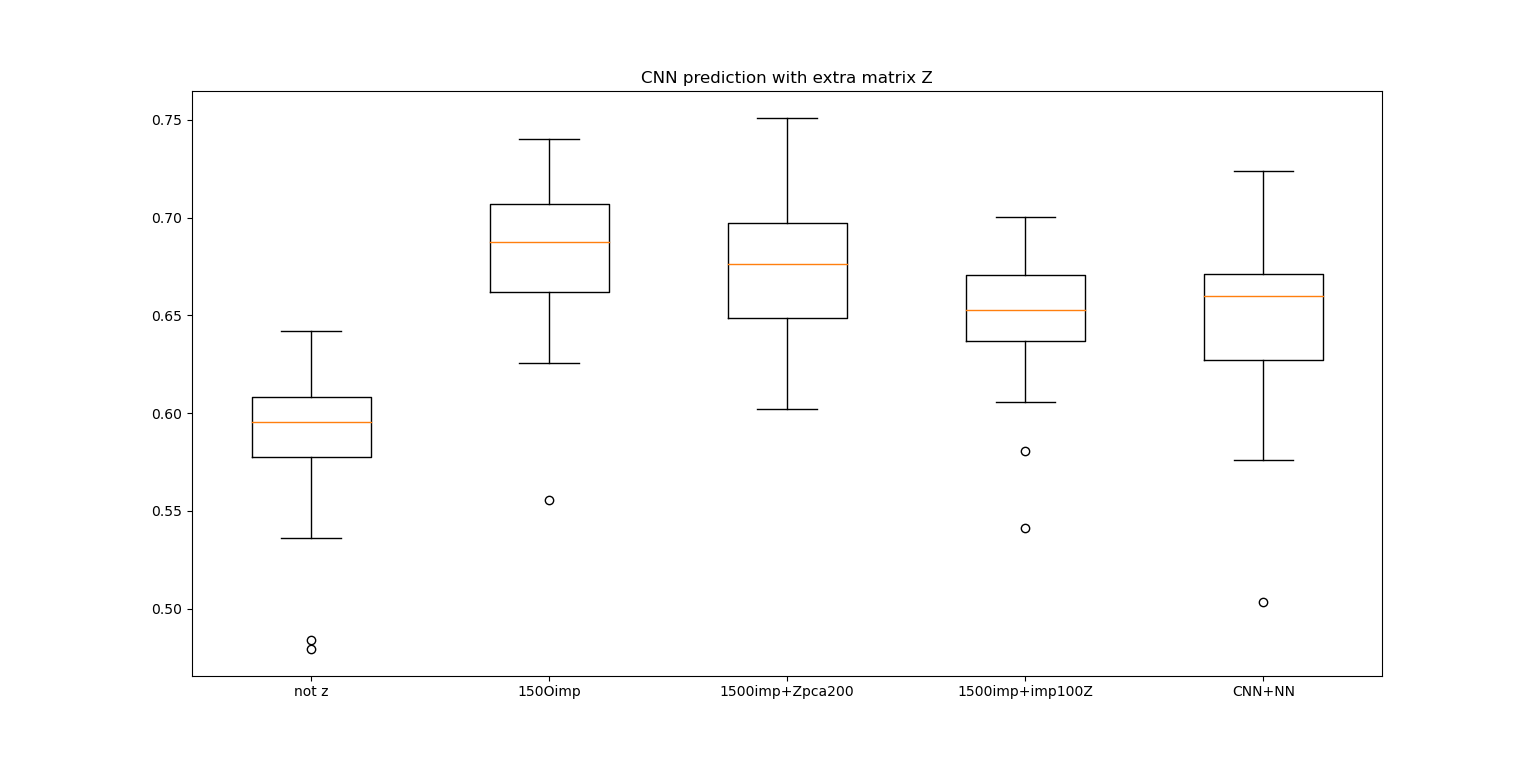 CNN prediction with extra matrix Z
0.75
0.70
0.65
0.60
0.55
0.50
not z
150Oimp
1500imp+Zpca200
1500imp+imp100Z
CNN+NN